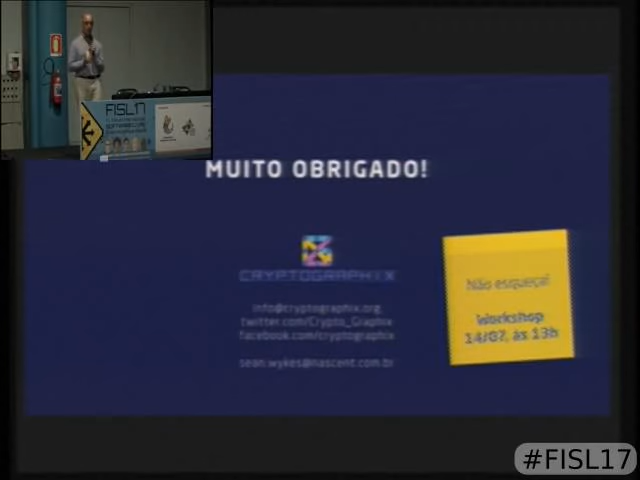 FISL17
MUITO OBRIGADO!
CRYPTOGRAPHIX
info@cryptographix.org
twitter.com/Crypto_Graphix
facebook.com/cryptographix
sean.wykes@nascent.com.br
Não esqueça!
Workshop
14/07, às 13h
#FISL17